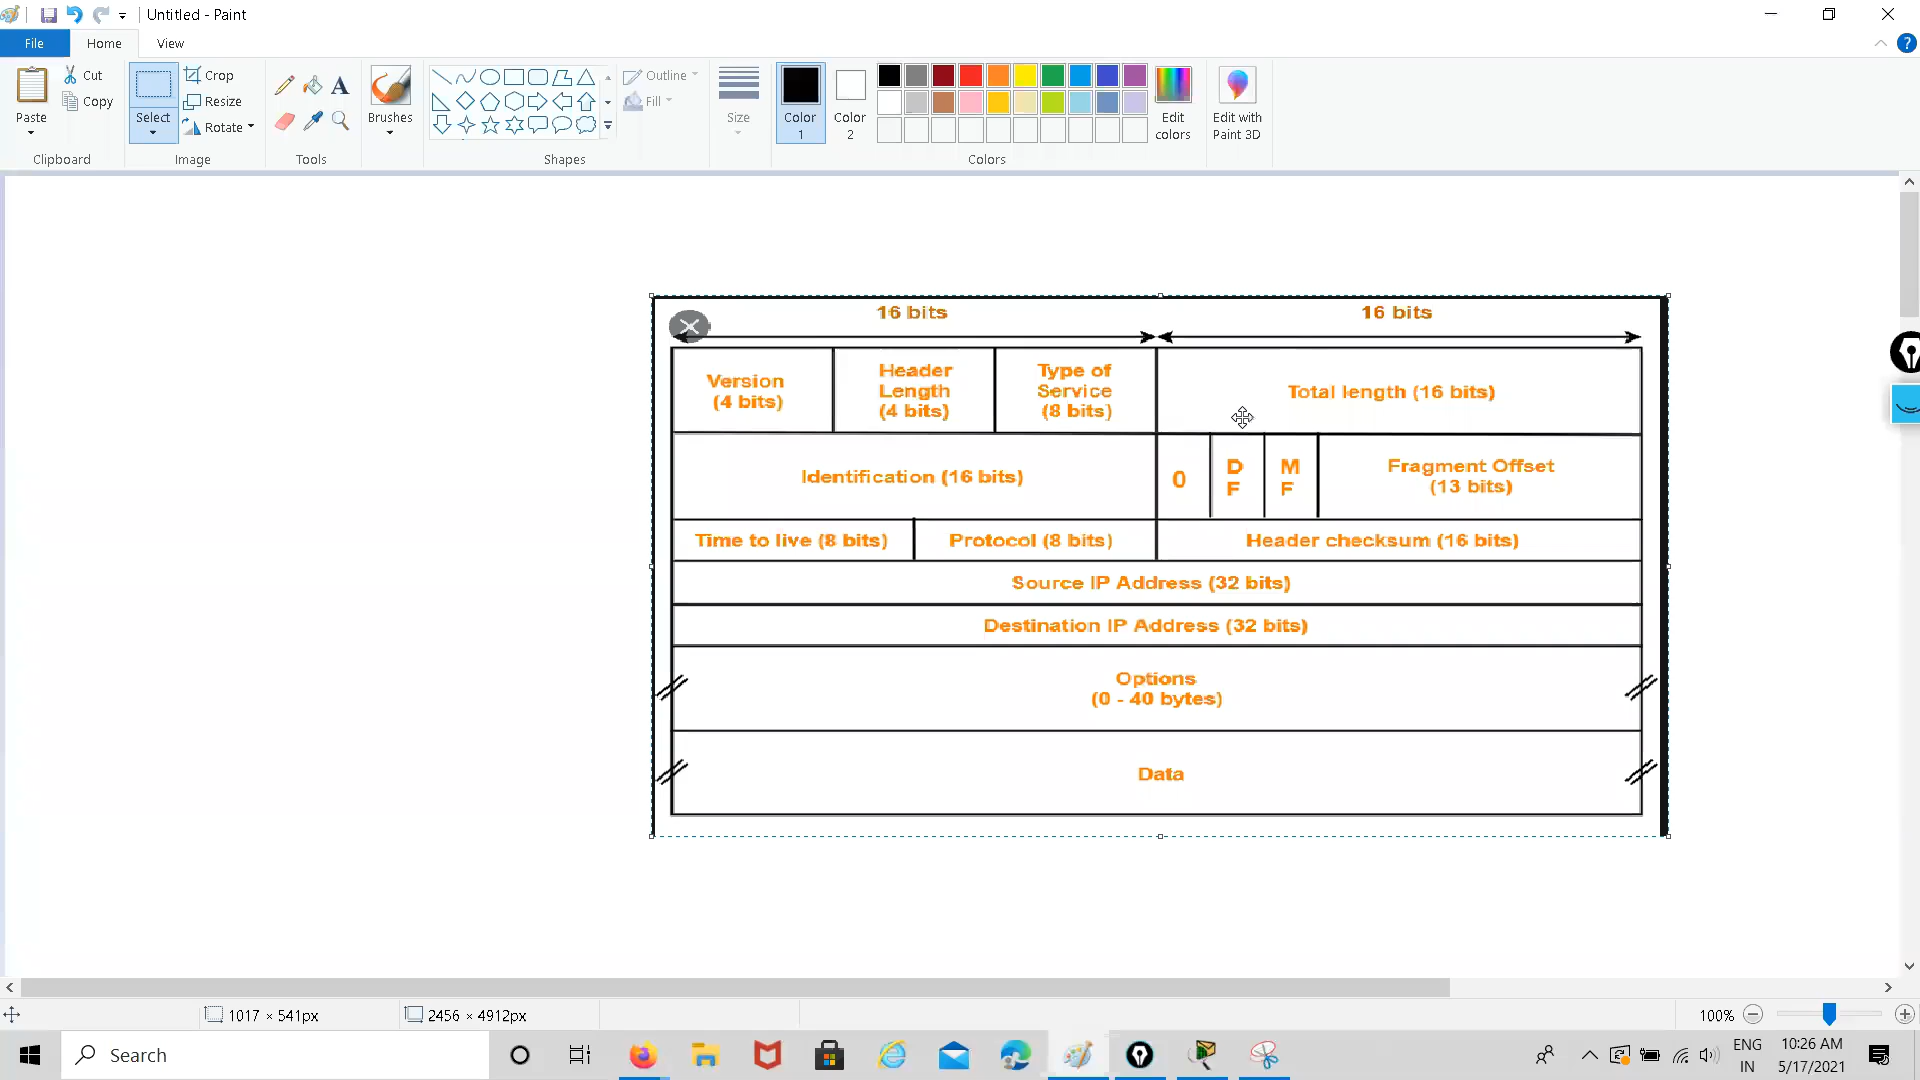 Untitled - Paint
File
Home
View
Paste
Cut
Copy
Clipboard
Select
Crop
Resize
Rotate
Image
A
Tools
Brushes
Shapes
Outline
Fill
Size
Color
1
Color
2
Colors
Edit
colors
Edit with
Paint 3D
?
16 bits
16 bits
Version
(4 bits)
Header
Length
(4 bits)
Type of
Service
(8 bits)
Total length (16 bits)
Identification (16 bits)
0
D
F
M
F
Fragment Offset
(13 bits)
Time to live (8 bits)
Protocol (8 bits)
Header checksum (16 bits)
Source IP Address (32 bits)
Destination IP Address (32 bits)
Options
(0 - 40 bytes)
Data
1017 × 541px
2456 × 4912px
100%
Search
ENG
IN
10:26 AM
5/17/2021